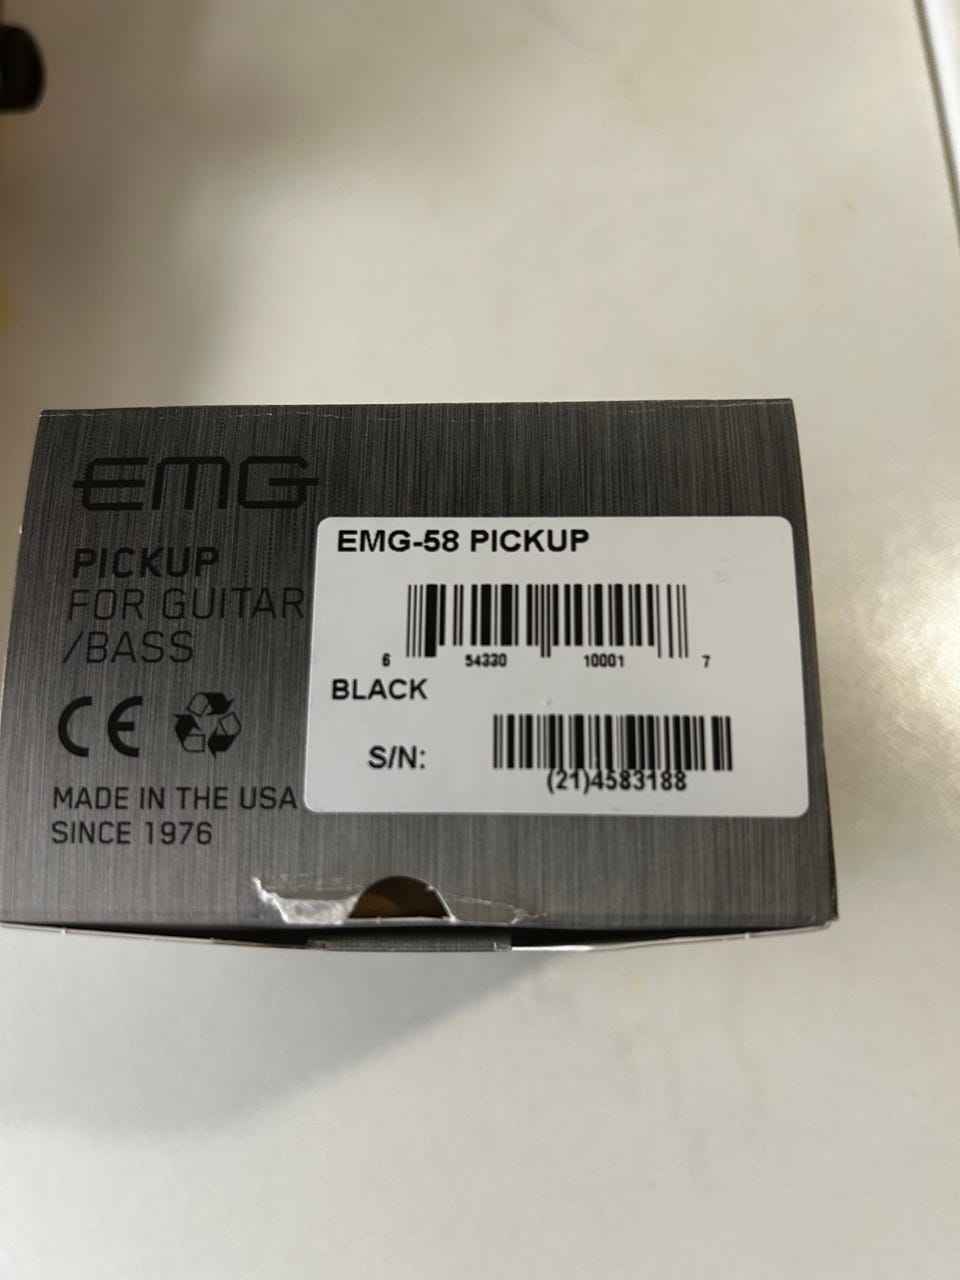 EMG
PICKUP
FOR GUITAR
/BASS
CE
MADE IN THE USA
SINCE 1976
EMG-58 PICKUP
6 54330 10001 7
BLACK
S/N:
(21)4583188